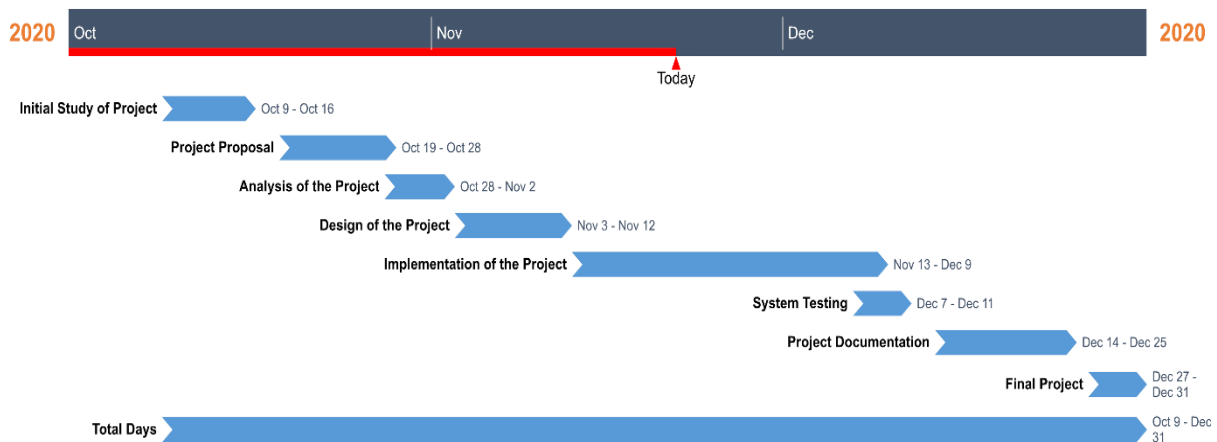 2020 Oct Nov Dec 2020
Today
Initial Study of Project Oct 9 - Oct 16
Project Proposal Oct 19 - Oct 28
Analysis of the Project Oct 28 - Nov 2
Design of the Project Nov 3 - Nov 12
Implementation of the Project Nov 13 - Dec 9
System Testing Dec 7 - Dec 11
Project Documentation Dec 14 - Dec 25
Final Project Dec 27 -
Dec 31
Total Days Oct 9 - Dec
31